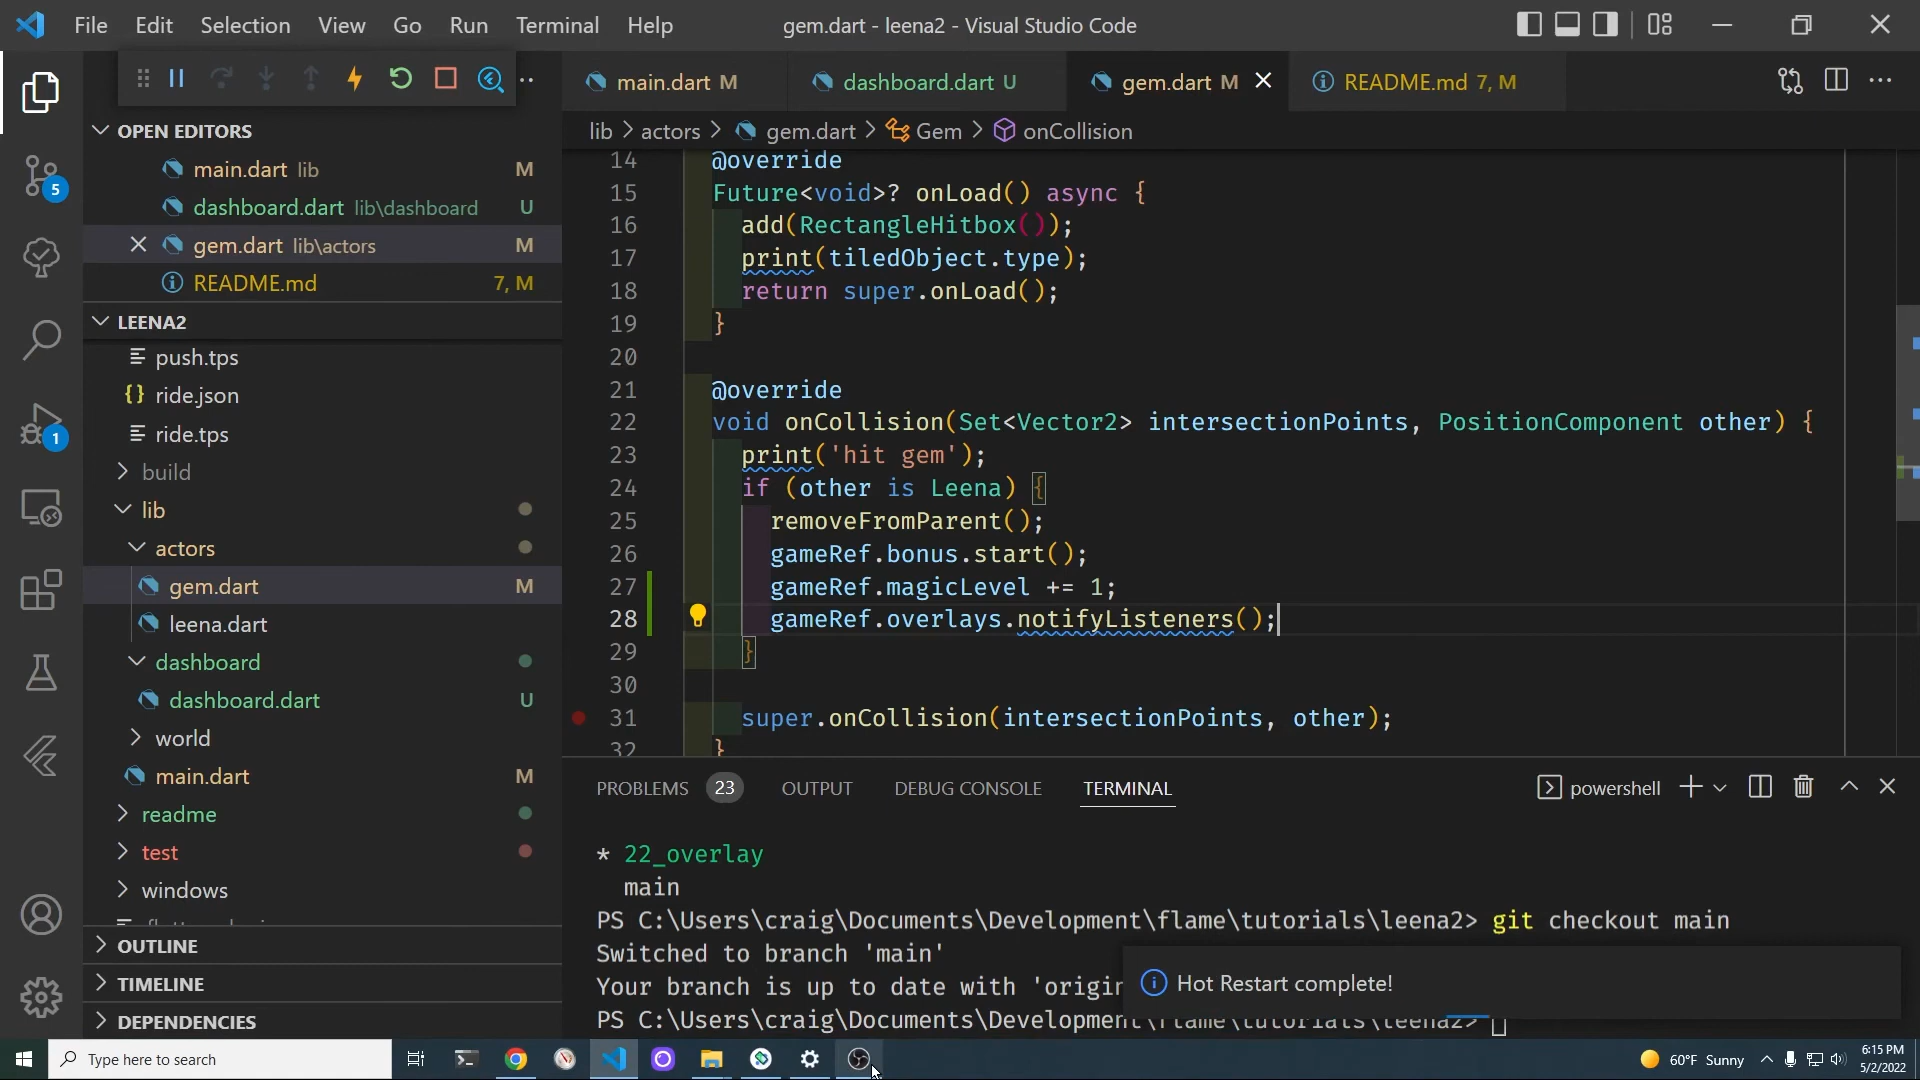 File Edit Selection View Go Run Terminal Help
gem.dart - leena2 - Visual Studio Code
main.dart M
dashboard.dart U
gem.dart M
README.md 7, M
OPEN EDITORS
main.dart lib M
dashboard.dart lib\dashboard U
gem.dart lib\actors M
README.md 7, M
LEENA2
push.tps
{} ride.json
ride.tps
build
lib
actors
gem.dart M
leena.dart
dashboard
dashboard.dart U
world
main.dart M
readme
test
windows
OUTLINE
TIMELINE
DEPENDENCIES
5
1
lib > actors > gem.dart > Gem > onCollision
14 @override
15 Future<void>? onLoad() async {
16 add(RectangleHitbox());
17 print(tiledObject.type);
18 return super.onLoad();
19 }
20
21 @override
22 void onCollision(Set<Vector2> intersectionPoints, PositionComponent other) {
23 print('hit gem');
24 if (other is Leena) {
25 removeFromParent();
26 gameRef.bonus.start();
27 gameRef.magicLevel += 1;
28 gameRef.overlays.notifyListeners();
29 }
30
31 super.onCollision(intersectionPoints, other);
32 }
PROBLEMS 23 OUTPUT DEBUG CONSOLE TERMINAL
powershell
* 22_overlay
main
PS C:\Users\craig\Documents\Development\flame\tutorials\leena2> git checkout main
Switched to branch 'main'
Your branch is up to date with 'origin
PS C:\Users\craig\Documents\Development\flame\tutorials\leena2>
Hot Restart complete!
Type here to search
60°F Sunny
6:15 PM
5/2/2022